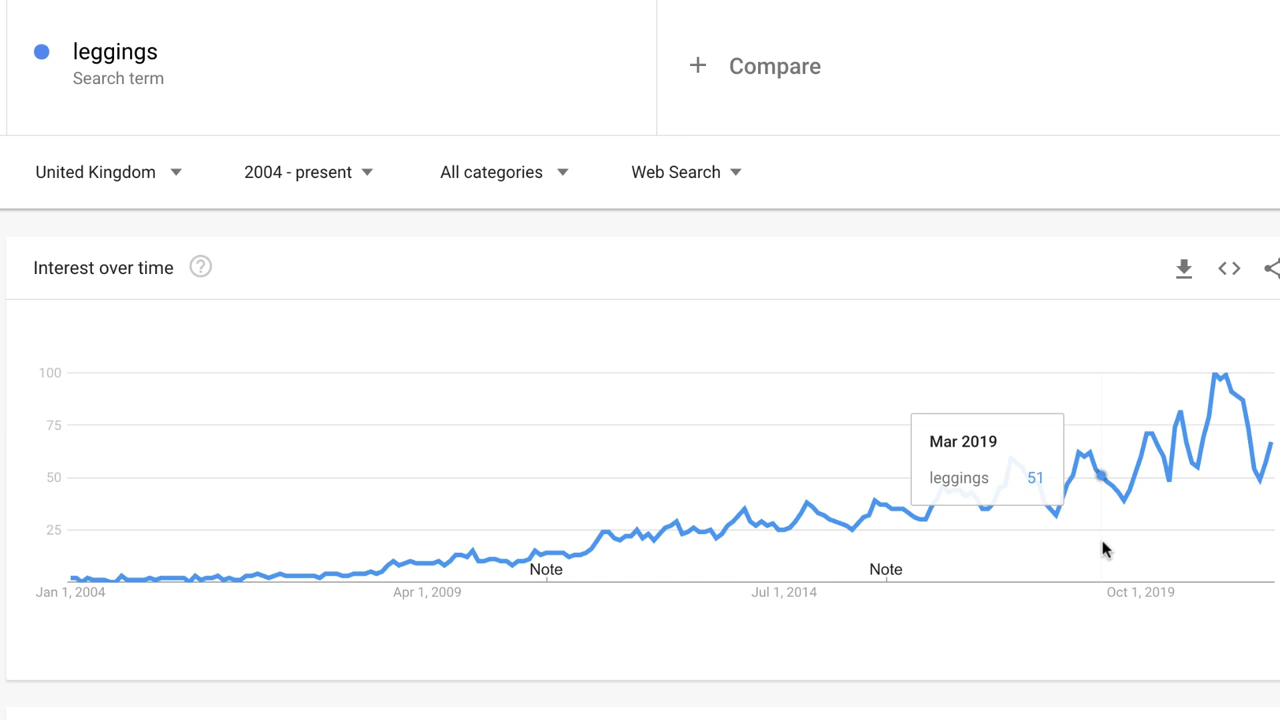 leggings
Search term
+ Compare
United Kingdom
2004 - present
All categories
Web Search
Interest over time
?
100
75
50
25
Mar 2019
leggings 51
Note
Note
Jan 1, 2004
Apr 1, 2009
Jul 1, 2014
Oct 1, 2019